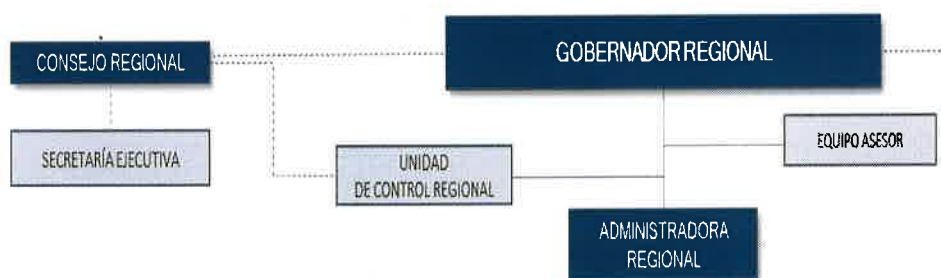 CONSEJO REGIONAL
GOBERNADOR REGIONAL
SECRETARÍA EJECUTIVA
UNIDAD
DE CONTROL REGIONAL
EQUIPO ASESOR
ADMINISTRADORA
REGIONAL